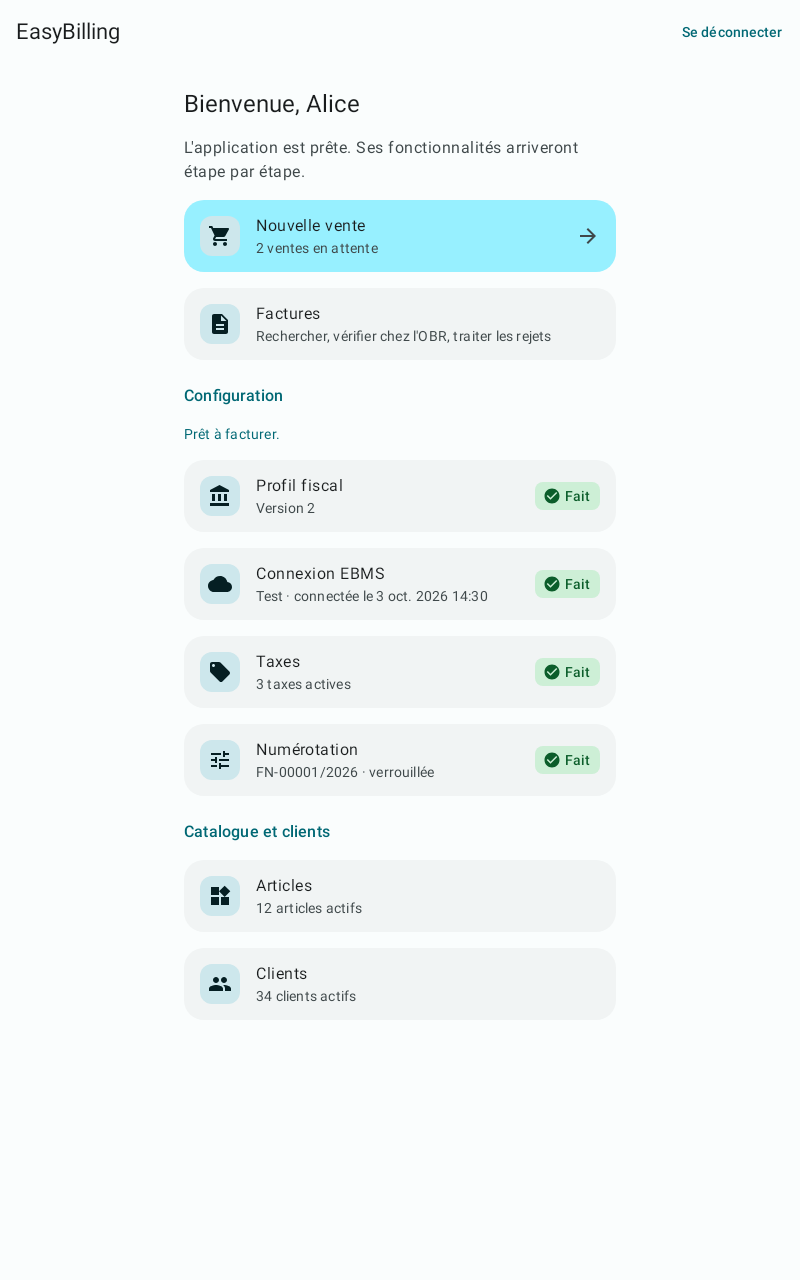 EasyBilling
Se déconnecter
Bienvenue, Alice
L'application est prête. Ses fonctionnalités arriveront
étape par étape.
Nouvelle vente
2 ventes en attente
Factures
Rechercher, vérifier chez l'OBR, traiter les rejets
Configuration
Prêt à facturer.
Profil fiscal
Version 2
Fait
Connexion EBMS
Test · connectée le 3 oct. 2026 14:30
Fait
Taxes
3 taxes actives
Fait
Numérotation
FN-00001/2026 · verrouillée
Fait
Catalogue et clients
Articles
12 articles actifs
Clients
34 clients actifs